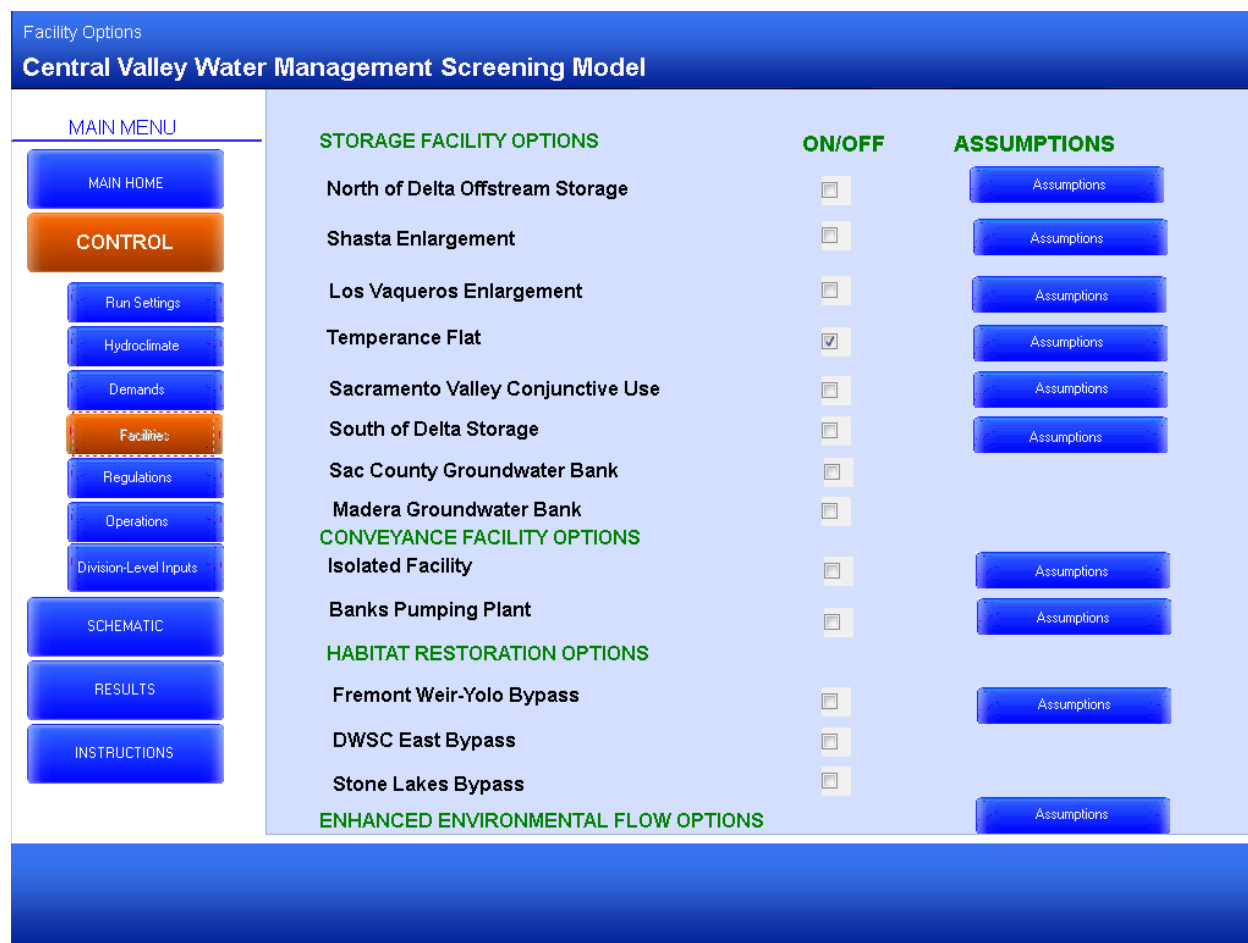 Facility Options
Central Valley Water Management Screening Model
MAIN MENU
MAIN HOME
CONTROL
Run Settings
Hydroclimate
Demands
Facilities
Regulations
Operations
Division-Level Inputs
SCHEMATIC
RESULTS
INSTRUCTIONS
STORAGE FACILITY OPTIONS ON/OFF ASSUMPTIONS
North of Delta Offstream Storage Assumptions
Shasta Enlargement Assumptions
Los Vaqueros Enlargement Assumptions
Temperance Flat Assumptions
Sacramento Valley Conjunctive Use Assumptions
South of Delta Storage Assumptions
Sac County Groundwater Bank
Madera Groundwater Bank
CONVEYANCE FACILITY OPTIONS
Isolated Facility Assumptions
Banks Pumping Plant Assumptions
HABITAT RESTORATION OPTIONS
Fremont Weir-Yolo Bypass Assumptions
DWSC East Bypass
Stone Lakes Bypass
ENHANCED ENVIRONMENTAL FLOW OPTIONS Assumptions